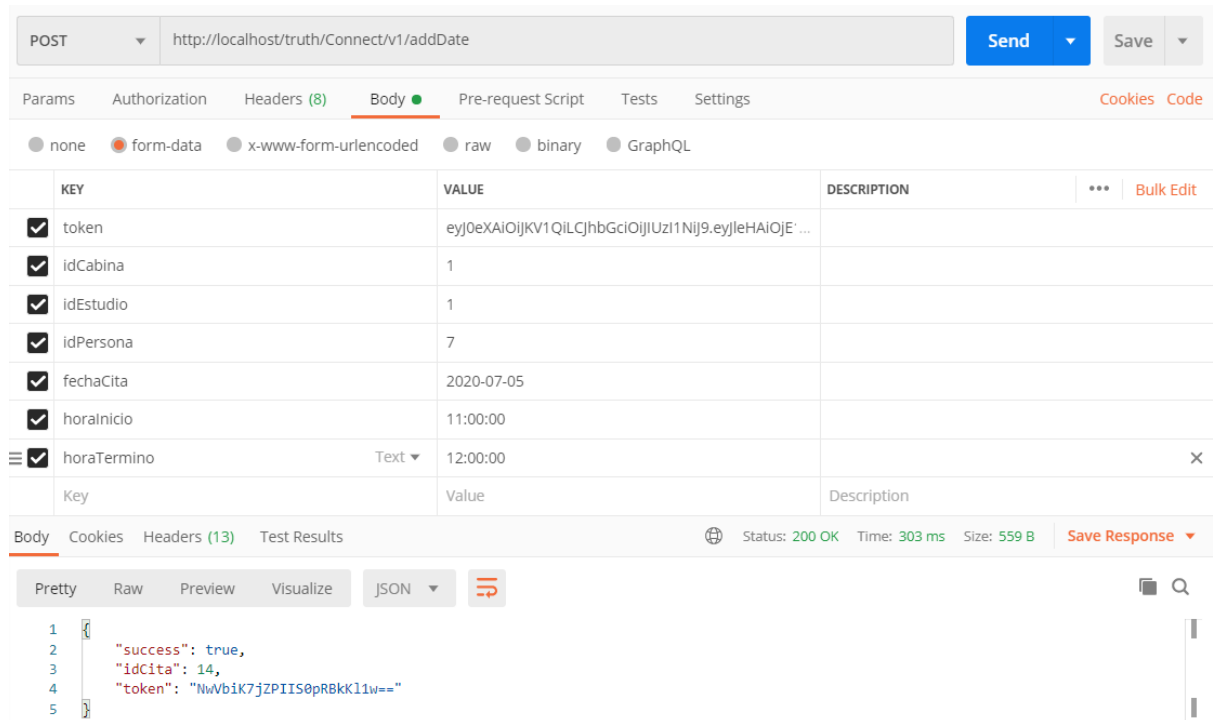 POST http://localhost/truth/Connect/v1/addDate Send Save
Params Authorization Headers (8) Body Pre-request Script Tests Settings Cookies Code
none form-data x-www-form-urlencoded raw binary GraphQL
KEY VALUE DESCRIPTION ••• Bulk Edit
token eyJ0eXAiOiJKV1QiLCJhbGciOiJIUzI1NiJ9.eyJleHAiOjE1...
idCabina 1
idEstudio 1
idPersona 7
fechaCita 2020-07-05
horaInicio 11:00:00
horaTermino Text 12:00:00
Key Value Description
Body Cookies Headers (13) Test Results Status: 200 OK Time: 303 ms Size: 559 B Save Response
Pretty Raw Preview Visualize JSON
1 {
2 "success": true,
3 "idCita": 14,
4 "token": "NwVbiK7jZPIIS0pRBkKl1w=="
5 }